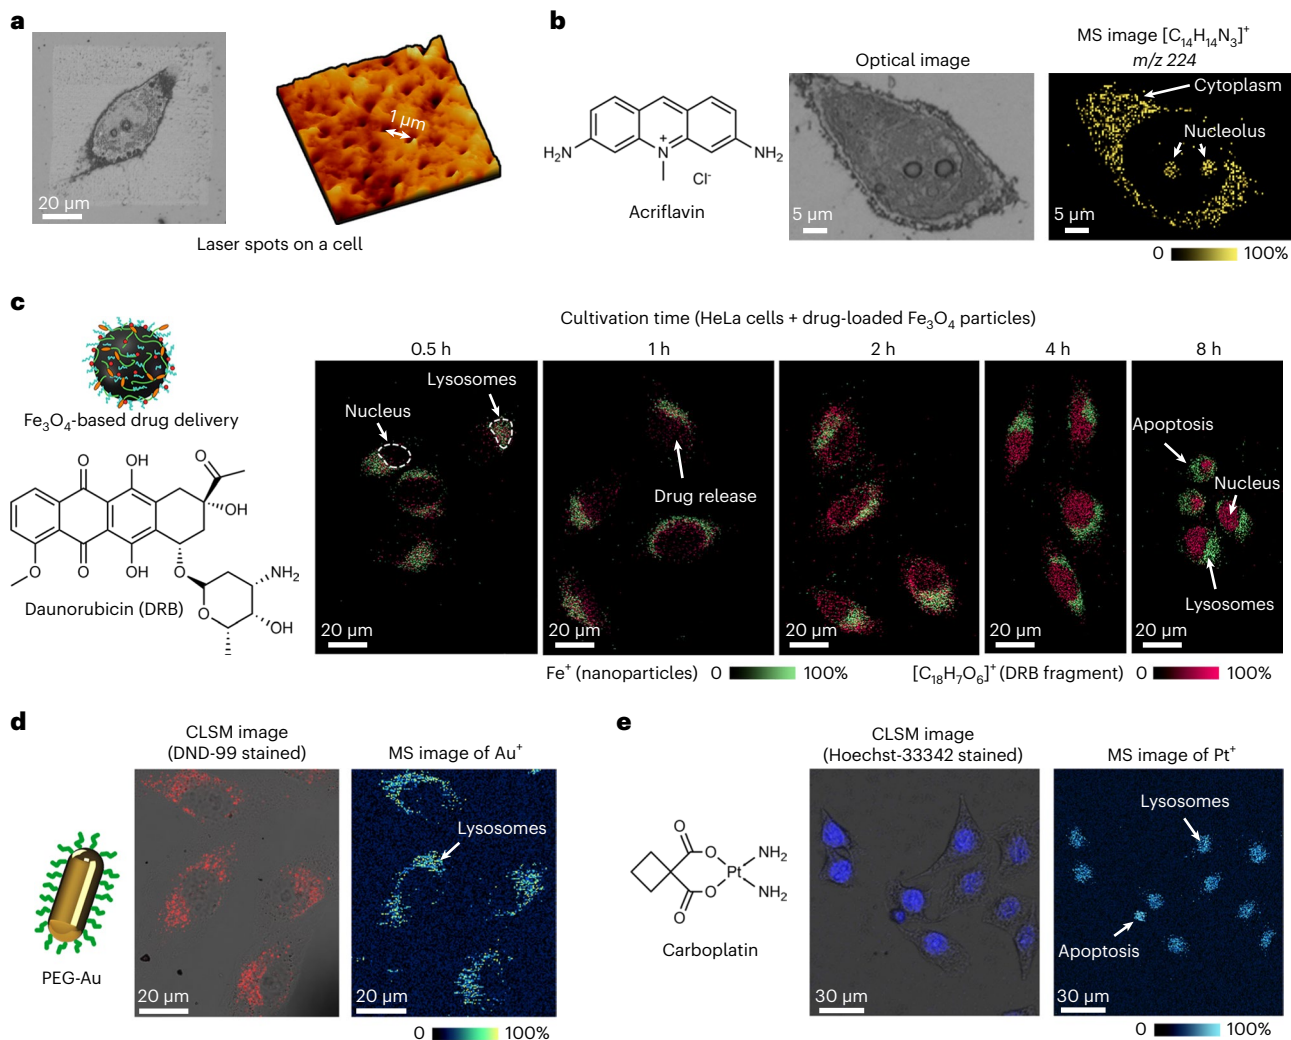 a
20 µm
1 µm
Laser spots on a cell
b
H₂N
N
+
NH₂
Cl⁻
Acriflavin
Optical image
5 µm
MS image [C₁₄H₁₄N₃]⁺
m/z 224
Cytoplasm
Nucleolus
5 µm
0 100%
c
Fe₃O₄-based drug delivery
O
OH
O
OH
O
O
OH
O
NH₂
O
OH
Daunorubicin (DRB)
Cultivation time (HeLa cells + drug-loaded Fe₃O₄ particles)
0.5 h
1 h
2 h
4 h
8 h
Lysosomes
Nucleus
20 µm
Drug release
20 µm
20 µm
20 µm
Apoptosis
Nucleus
Lysosomes
20 µm
Fe⁺ (nanoparticles) 0 100%
[C₁₈H₇O₆]⁺ (DRB fragment) 0 100%
d
PEG-Au
CLSM image
(DND-99 stained)
20 µm
MS image of Au⁺
Lysosomes
20 µm
0 100%
e
O
O
Pt
NH₂
O
NH₂
O
Carboplatin
CLSM image
(Hoechst-33342 stained)
30 µm
MS image of Pt⁺
Lysosomes
Apoptosis
30 µm
0 100%